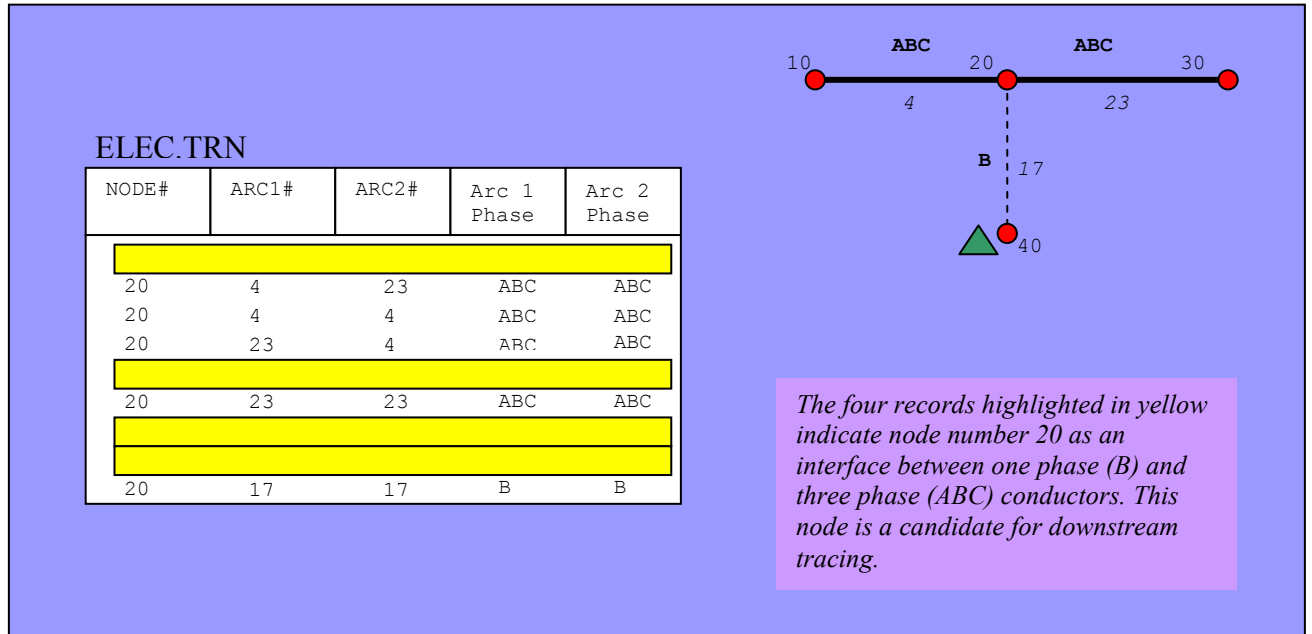 ABC ABC
10 20 30
4 23
ELEC.TRN
B 17
40
NODE# ARC1# ARC2# Arc 1 Phase Arc 2 Phase
20 4 23 ABC ABC
20 4 4 ABC ABC
20 23 4 ABC ABC
20 23 23 ABC ABC
20 17 17 B B
The four records highlighted in yellow
indicate node number 20 as an
interface between one phase (B) and
three phase (ABC) conductors. This
node is a candidate for downstream
tracing.